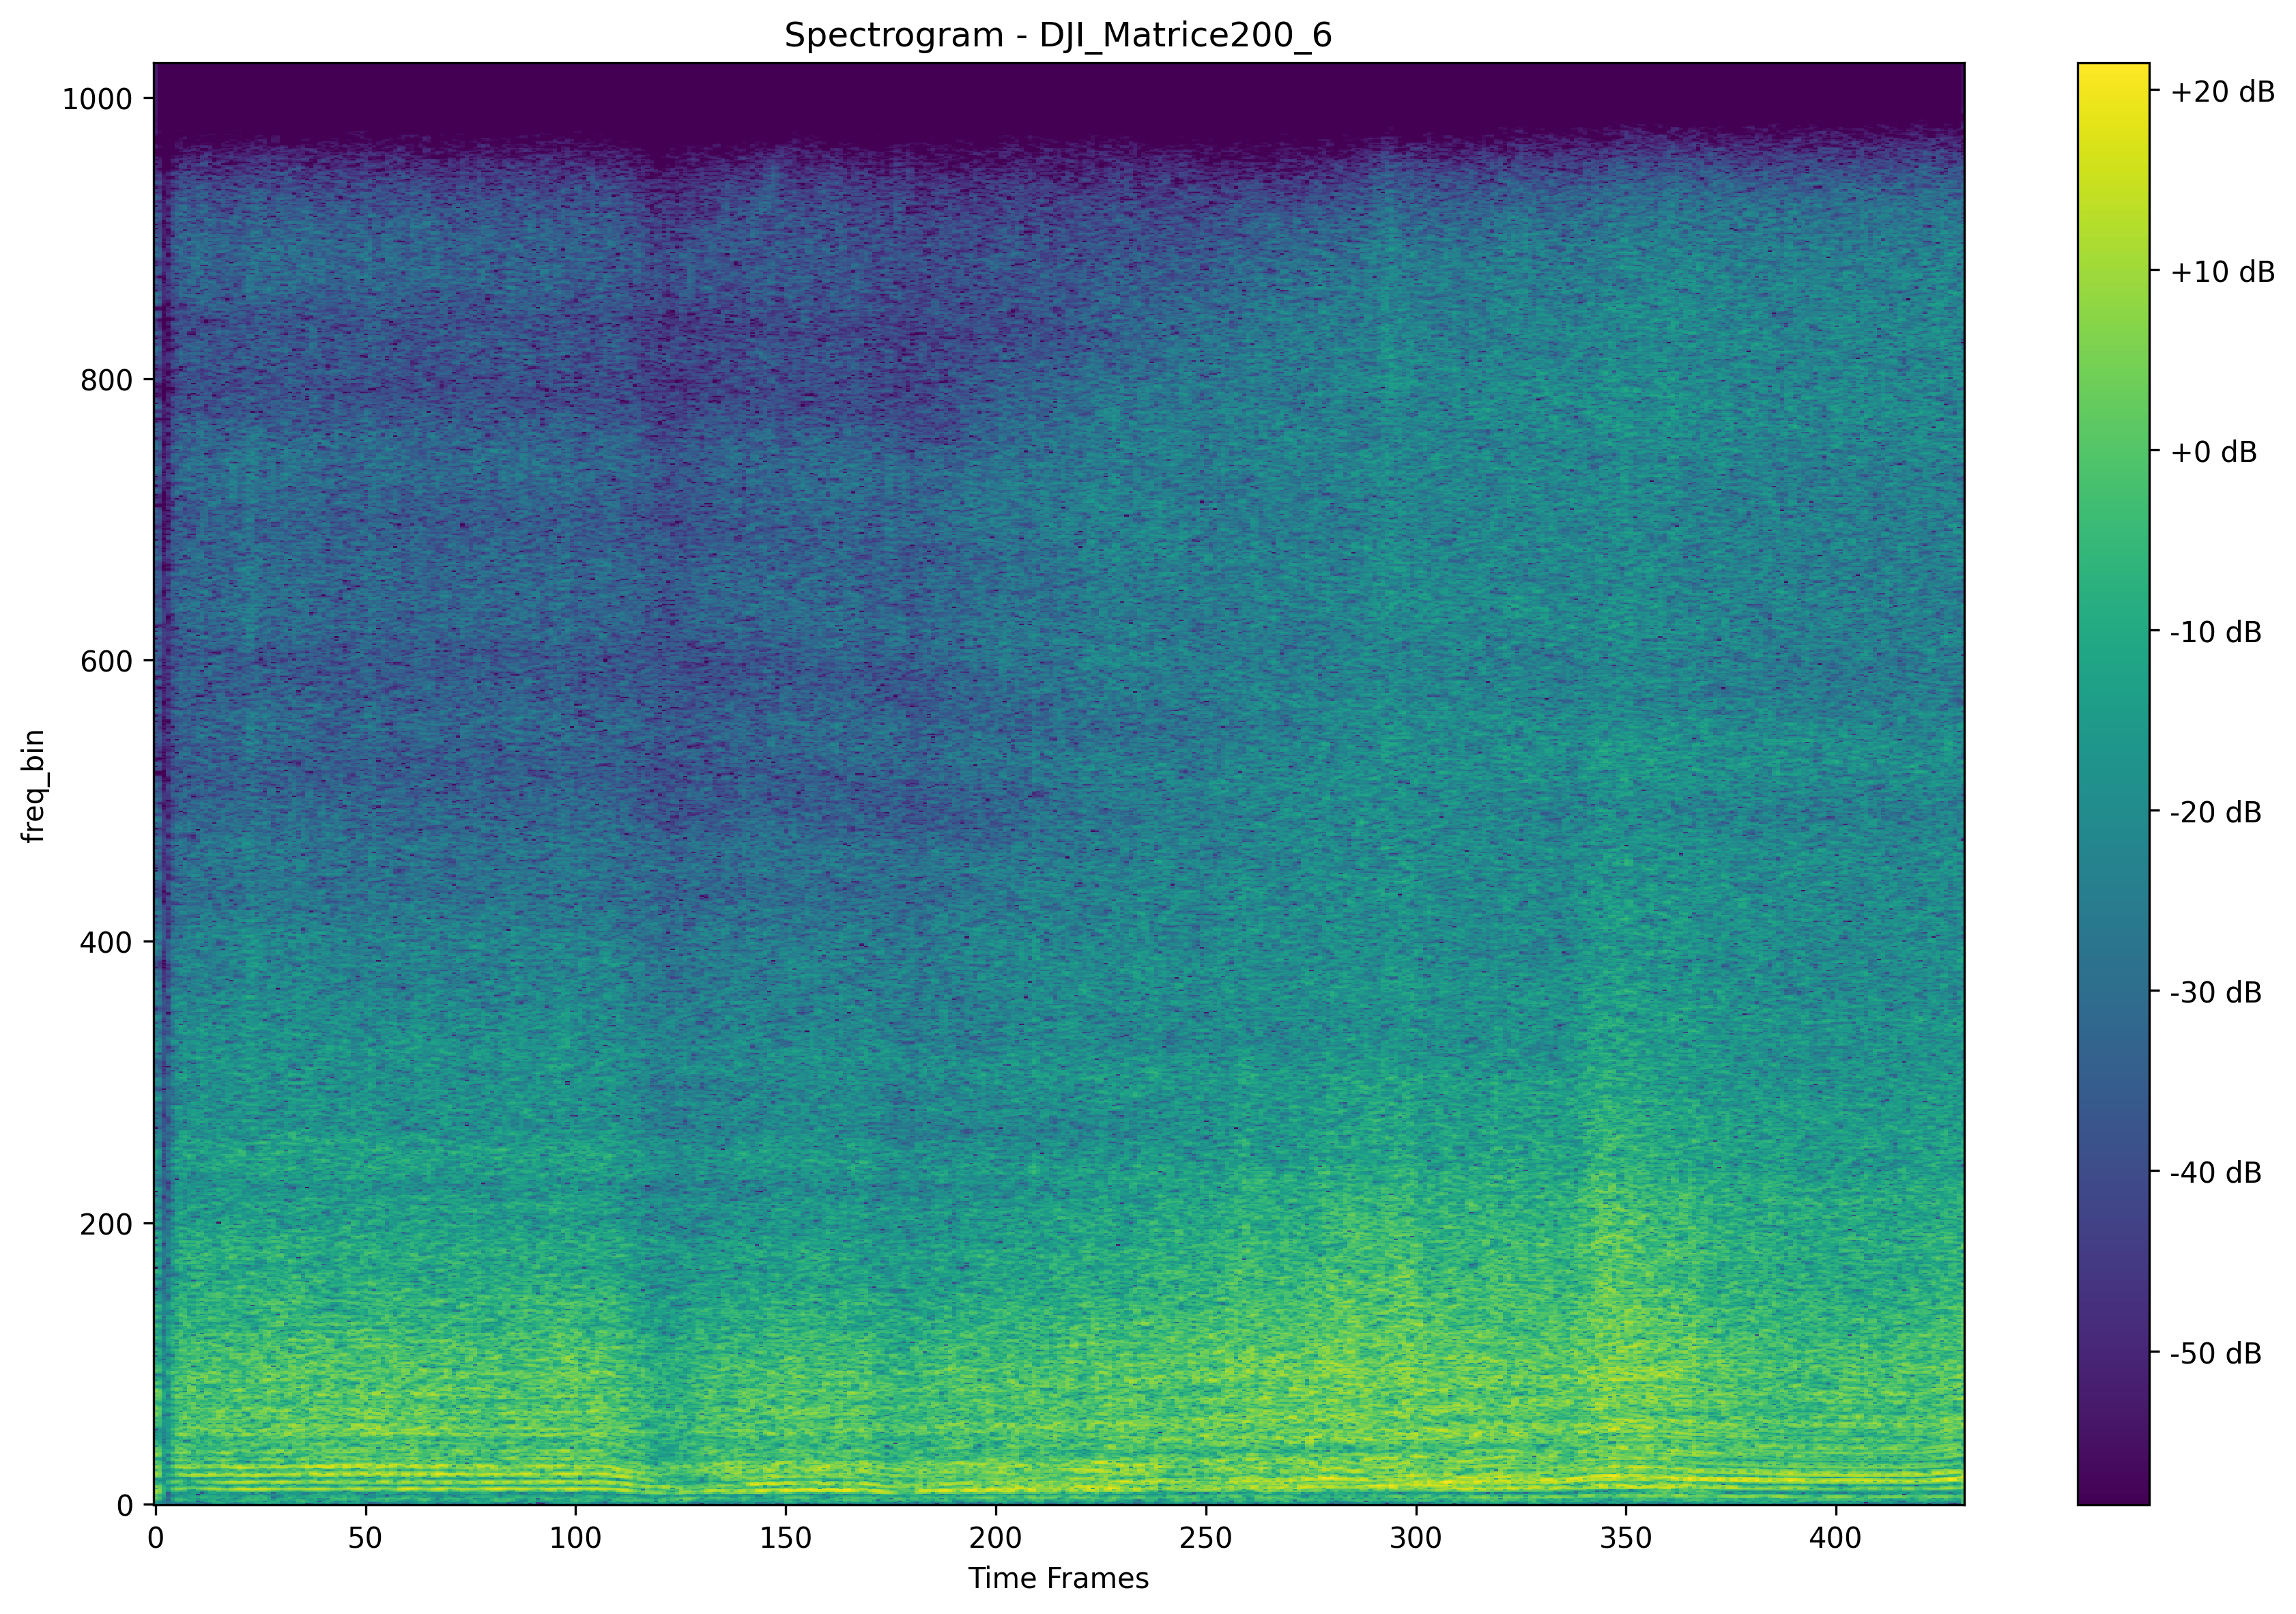 Spectrogram - DJI_Matrice200_6
1000
800
600
400
200
0
freq_bin
0 50 100 150 200 250 300 350 400
Time Frames
+20 dB
+10 dB
+0 dB
-10 dB
-20 dB
-30 dB
-40 dB
-50 dB